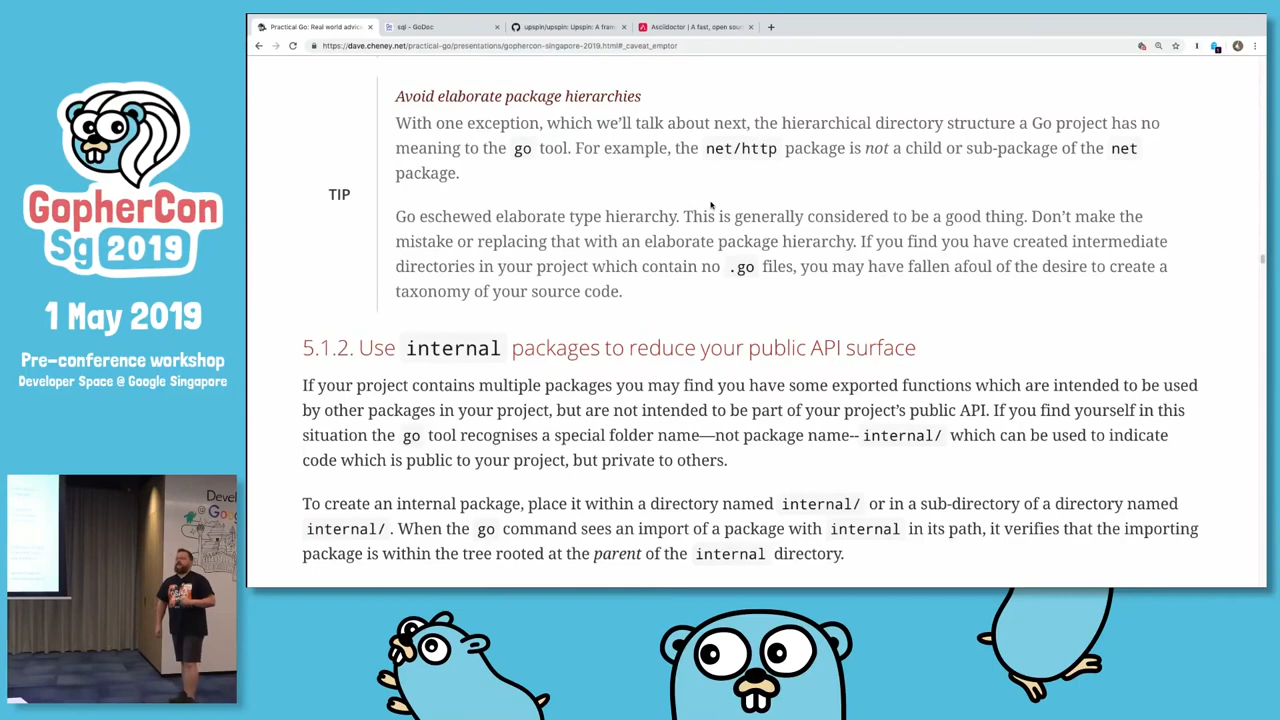 Practical Go: Real world advic
sql - GoDoc
upspin/upspin: Upspin: A fram
Asciidoctor | A fast, open sour
https://dave.cheney.net/practical-go/presentations/gophercon-singapore-2019.html#_caveat_emptor
Avoid elaborate package hierarchies
With one exception, which we'll talk about next, the hierarchical directory structure a Go project has no
meaning to the go tool. For example, the net/http package is not a child or sub-package of the net
package.
TIP
Go eschewed elaborate type hierarchy. This is generally considered to be a good thing. Don't make the
mistake or replacing that with an elaborate package hierarchy. If you find you have created intermediate
directories in your project which contain no .go files, you may have fallen afoul of the desire to create a
taxonomy of your source code.
5.1.2. Use internal packages to reduce your public API surface
If your project contains multiple packages you may find you have some exported functions which are intended to be used
by other packages in your project, but are not intended to be part of your project's public API. If you find yourself in this
situation the go tool recognises a special folder name—not package name-- internal/ which can be used to indicate
code which is public to your project, but private to others.
To create an internal package, place it within a directory named internal/ or in a sub-directory of a directory named
internal/. When the go command sees an import of a package with internal in its path, it verifies that the importing
package is within the tree rooted at the parent of the internal directory.
GopherCon
Sg 2019
1 May 2019
Pre-conference workshop
Developer Space @ Google Singapore
Devel
@Goog